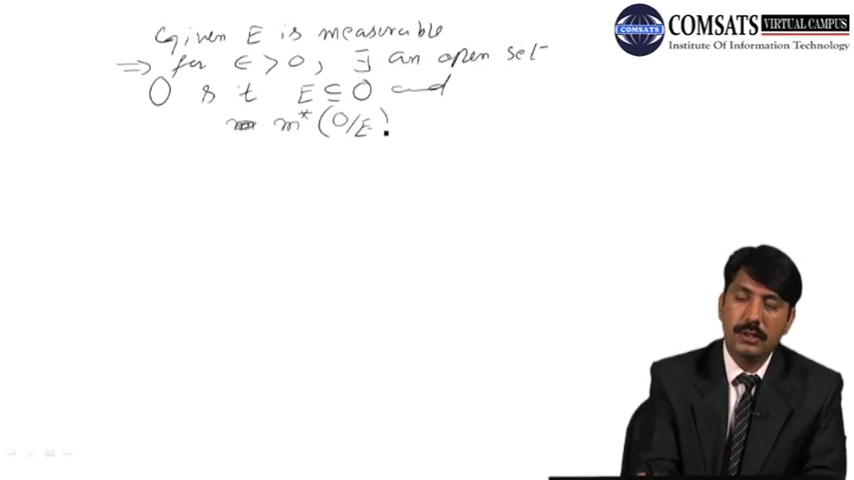 Given E is measurable
⇒ for ϵ > 0, ∃ an open set
O s t E ⊆ O and
m* (O/E)
COMSATS
COMSATS VIRTUAL CAMPUS
Institute Of Information Technology